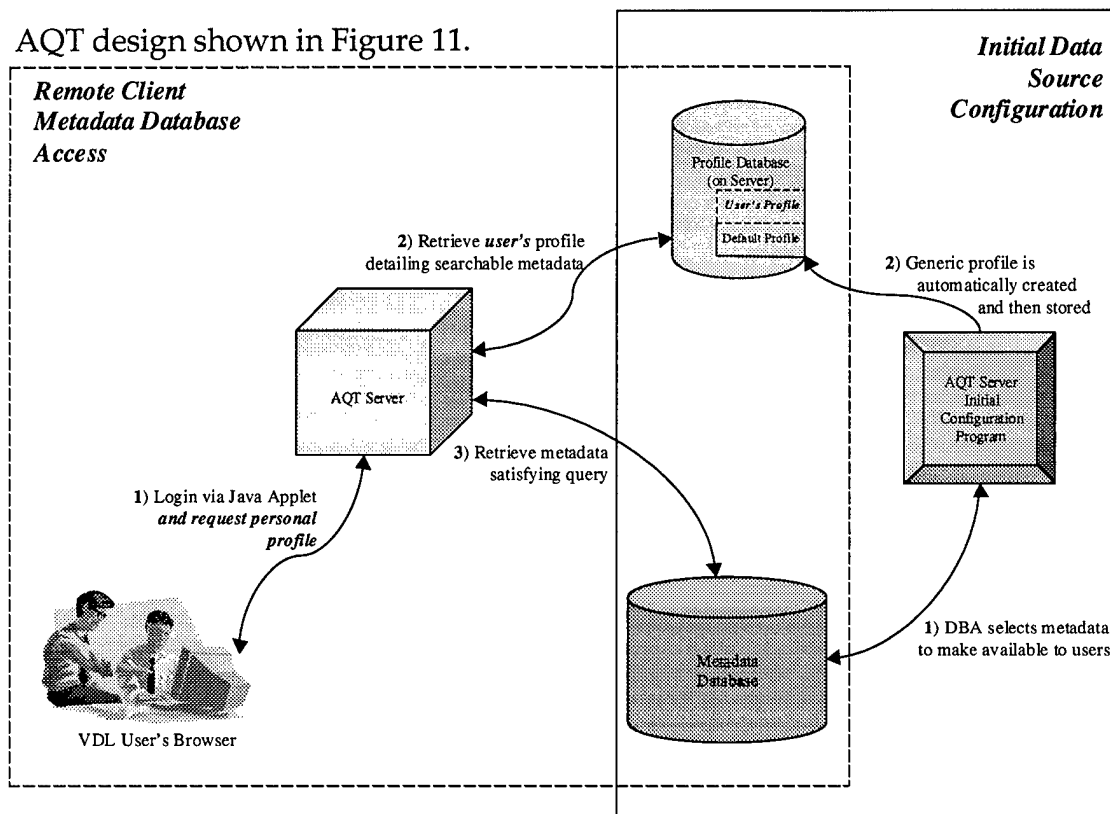 AQT design shown in Figure 11.
Initial Data
Source
Configuration
Remote Client
Metadata Database
Access
Profile Database
(on Server)
User's Profile
Default Profile
2) Retrieve user's profile
detailing searchable metadata
2) Generic profile is
automatically created
and then stored
AQT Server
AQT Server
Initial
Configuration
Program
3) Retrieve metadata
satisfying query
1) Login via Java Applet
and request personal
profile
1) DBA selects metadata
to make available to users
Metadata
Database
VDL User's Browser